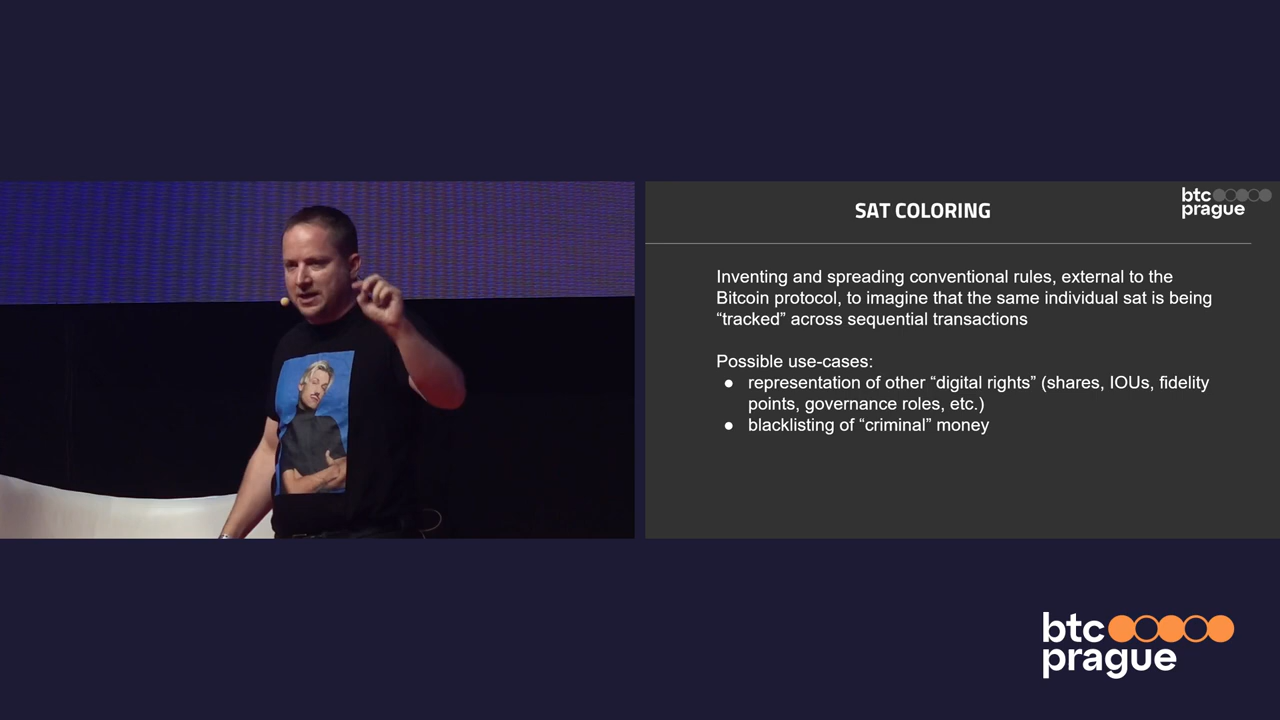 SAT COLORING
btc
prague
Inventing and spreading conventional rules, external to the
Bitcoin protocol, to imagine that the same individual sat is being
“tracked” across sequential transactions
Possible use-cases:
● representation of other “digital rights” (shares, IOUs, fidelity
points, governance roles, etc.)
● blacklisting of “criminal” money
btc
prague